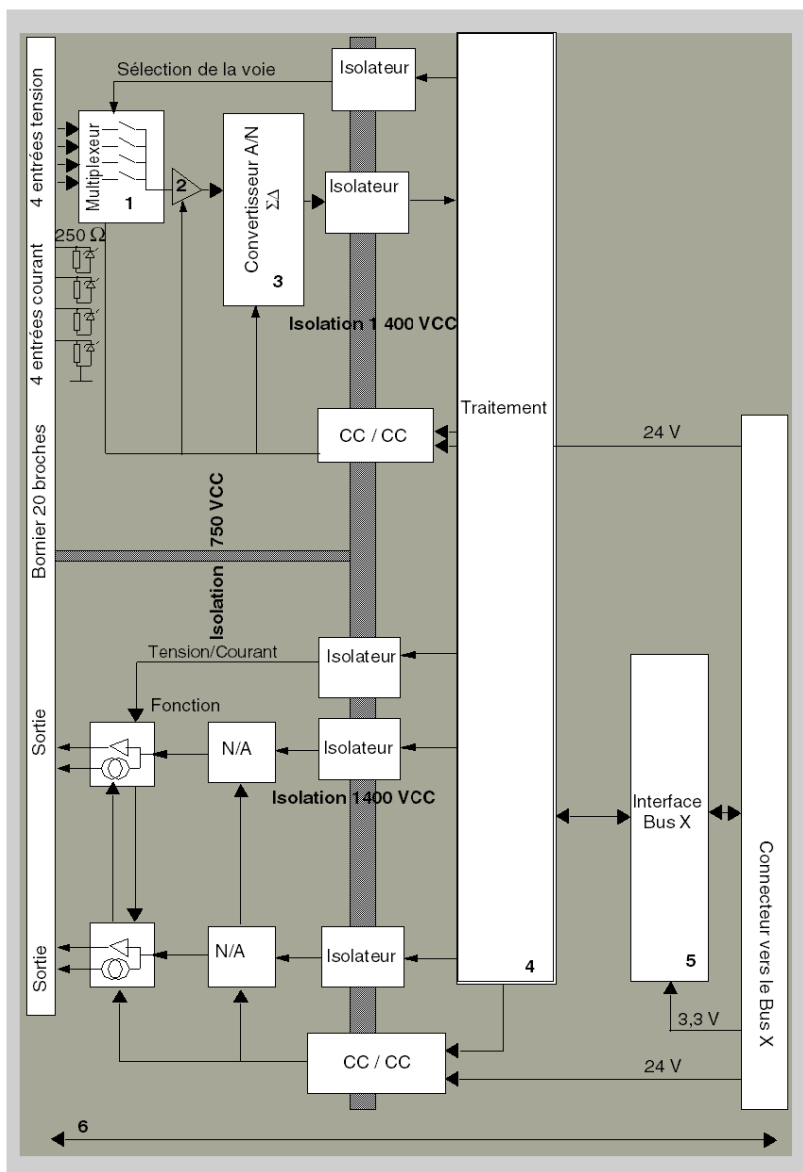 Isolateur
Sélection de la voie
4 entrées tension
Multiplexeur
1
2
Convertisseur A/N
ΣΔ
3
Isolateur
250 Ω
4 entrées courant
Isolation 1 400 VCC
Traitement
CC / CC
24 V
Bornier 20 broches
Isolation 750 VCC
Isolateur
Tension/Courant
Fonction
Sortie
N/A
Isolateur
Isolation 1400 VCC
Interface
Bus X
Connecteur vers le Bus X
Sortie
N/A
Isolateur
4
5
3,3 V
CC / CC
24 V
6